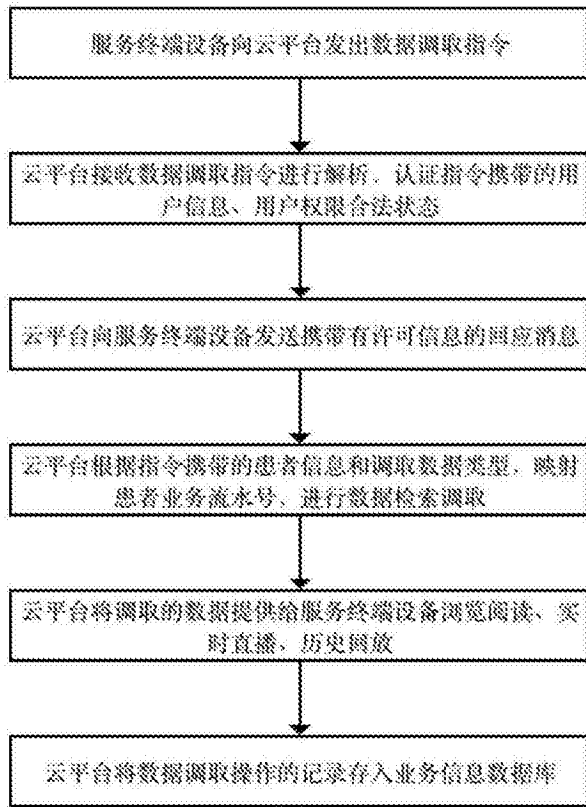 服务终端设备向云平台发出数据调取指令
云平台接收数据调取指令进行解析、认证指令携带的用
户信息、用户权限合法状态
云平台向服务终端设备发送携带有许可信息的回应消息
云平台根据指令携带的患者信息和调取数据类型，映射
患者业务流水号、进行数据检索调取
云平台将调取的数据提供给服务终端设备浏览阅读、实
时直播、历史回放
云平台将数据调取操作的记录存入业务信息数据库